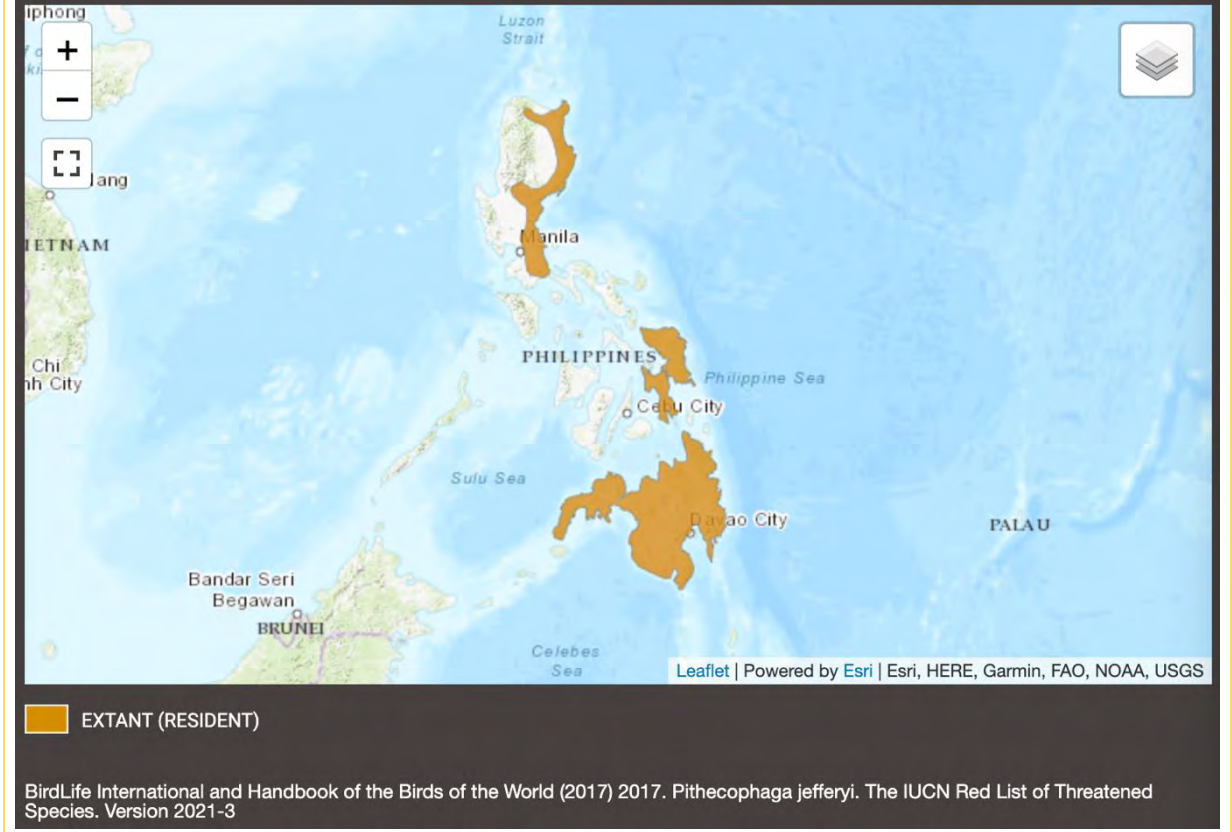 iphong
Luzon
Strait
+
−
lang
IETNAM
Manila
Chi
nh City
PHILIPPINES
Philippine Sea
Cebu City
Sulu Sea
Davao City
PALAU
Bandar Seri
Begawan
BRUNEI
Celebes
Sea
Leaflet | Powered by Esri | Esri, HERE, Garmin, FAO, NOAA, USGS
EXTANT (RESIDENT)
BirdLife International and Handbook of the Birds of the World (2017) 2017. Pithecophaga jefferyi. The IUCN Red List of Threatened
Species. Version 2021-3